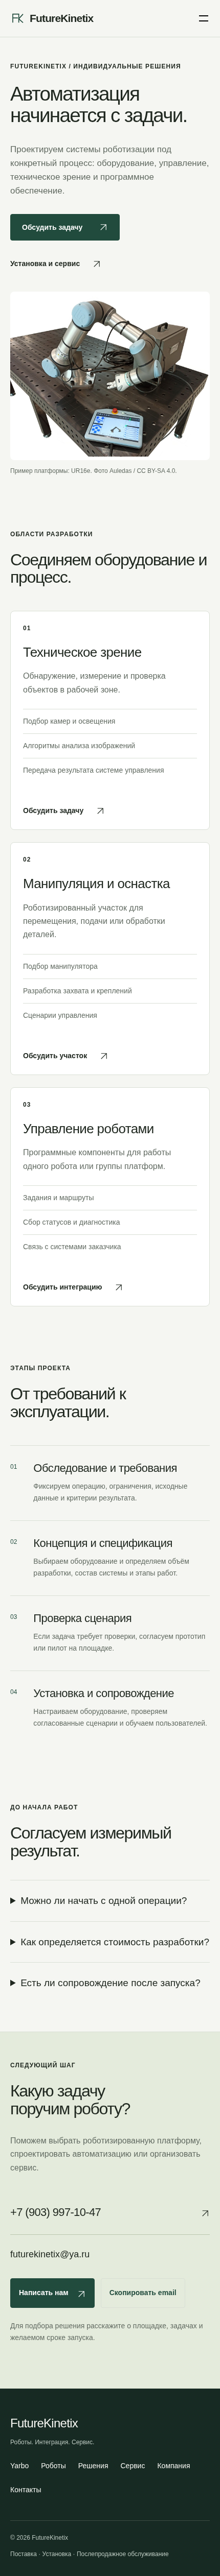 FutureKinetix
FUTUREKINETIX / ИНДИВИДУАЛЬНЫЕ РЕШЕНИЯ
Автоматизация
начинается с задачи.
Проектируем системы роботизации под
конкретный процесс: оборудование, управление,
техническое зрение и программное
обеспечение.
Обсудить задачу
Установка и сервис
Пример платформы: UR16e. Фото Auledas / CC BY-SA 4.0.
ОБЛАСТИ РАЗРАБОТКИ
Соединяем оборудование и
процесс.
01
Техническое зрение
Обнаружение, измерение и проверка
объектов в рабочей зоне.
Подбор камер и освещения
Алгоритмы анализа изображений
Передача результата системе управления
Обсудить задачу
02
Манипуляция и оснастка
Роботизированный участок для
перемещения, подачи или обработки
деталей.
Подбор манипулятора
Разработка захвата и креплений
Сценарии управления
Обсудить участок
03
Управление роботами
Программные компоненты для работы
одного робота или группы платформ.
Задания и маршруты
Сбор статусов и диагностика
Связь с системами заказчика
Обсудить интеграцию
ЭТАПЫ ПРОЕКТА
От требований к
эксплуатации.
01
Обследование и требования
Фиксируем операцию, ограничения, исходные
данные и критерии результата.
02
Концепция и спецификация
Выбираем оборудование и определяем объём
разработки, состав системы и этапы работ.
03
Проверка сценария
Если задача требует проверки, согласуем прототип
или пилот на площадке.
04
Установка и сопровождение
Настраиваем оборудование, проверяем
согласованные сценарии и обучаем пользователей.
ДО НАЧАЛА РАБОТ
Согласуем измеримый
результат.
Можно ли начать с одной операции?
Как определяется стоимость разработки?
Есть ли сопровождение после запуска?
СЛЕДУЮЩИЙ ШАГ
Какую задачу
поручим роботу?
Поможем выбрать роботизированную платформу,
спроектировать автоматизацию или организовать
сервис.
+7 (903) 997-10-47
futurekinetix@ya.ru
Написать нам
Скопировать email
Для подбора решения расскажите о площадке, задачах и
желаемом сроке запуска.
FutureKinetix
Роботы. Интеграция. Сервис.
Yarbo Роботы Решения Сервис Компания
Контакты
© 2026 FutureKinetix
Поставка · Установка · Послепродажное обслуживание